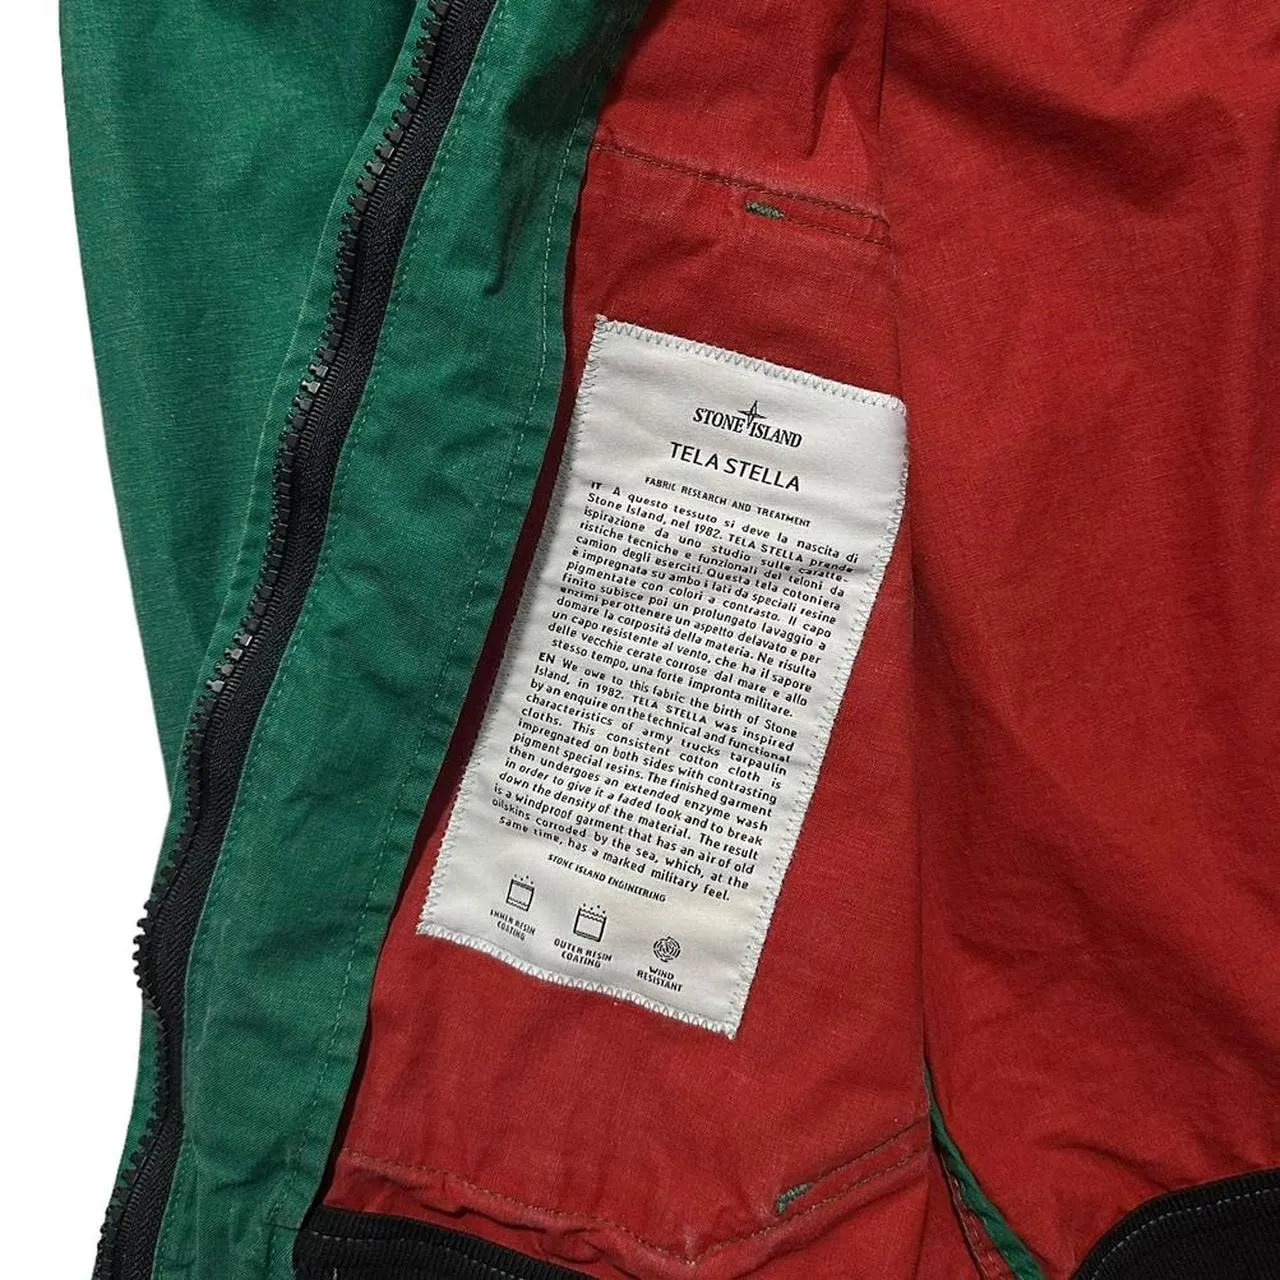 STONE ISLAND
TELA STELLA
FABRIC RESEARCH AND TREATMENT
IT A questo tessuto si deve la nascita di
Stone Island, nel 1982. TELA STELLA prende
ispirazione da uno studio sulle caratte-
ristiche tecniche e funzionali dei teloni da
camion degli eserciti. Questa tela cotoniera
è impregnata su ambo i lati da speciali resine
pigmentate con colori a contrasto. Il capo
finito subisce poi un prolungato lavaggio a
enzimi per ottenere un aspetto delavato e per
domare la corposità della materia. Ne risulta
un capo resistente al vento, che ha il sapore
delle vecchie cerate corrose dal mare e allo
stesso tempo, una forte impronta militare.
EN We owe to this fabric the birth of Stone
Island, in 1982. TELA STELLA was inspired
by an enquire on the technical and functional
characteristics of army trucks tarpaulin
cloths. This consistent cotton cloth is
impregnated on both sides with contrasting
pigment special resins. The finished garment
then undergoes an extended enzyme wash
in order to give it a faded look and to break
down the density of the material. The result
is a windproof garment that has an air of old
oilskins corroded by the sea, which, at the
same time, has a marked military feel.
STONE ISLAND ENGINEERING
INNER RESIN
COATING
OUTER RESIN
COATING
WIND
RESISTANT